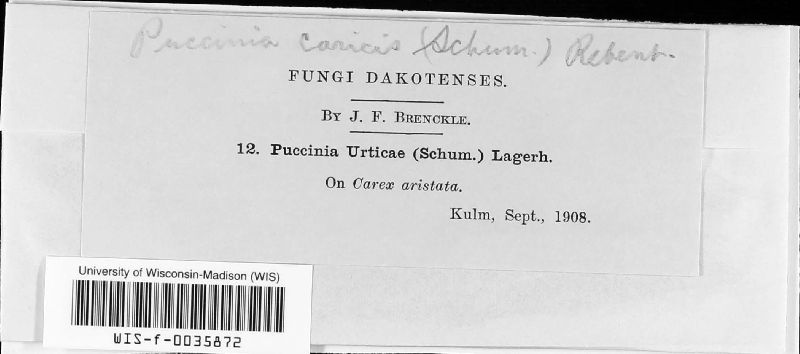 Puccinia caricis (Schum.) Rebent.
FUNGI DAKOTENSES.
BY J. F. BRENCKLE.
12. Puccinia Urticae (Schum.) Lagerh.
On Carex aristata.
Kulm, Sept., 1908.
University of Wisconsin-Madison (WIS)
WIS-f-0035872